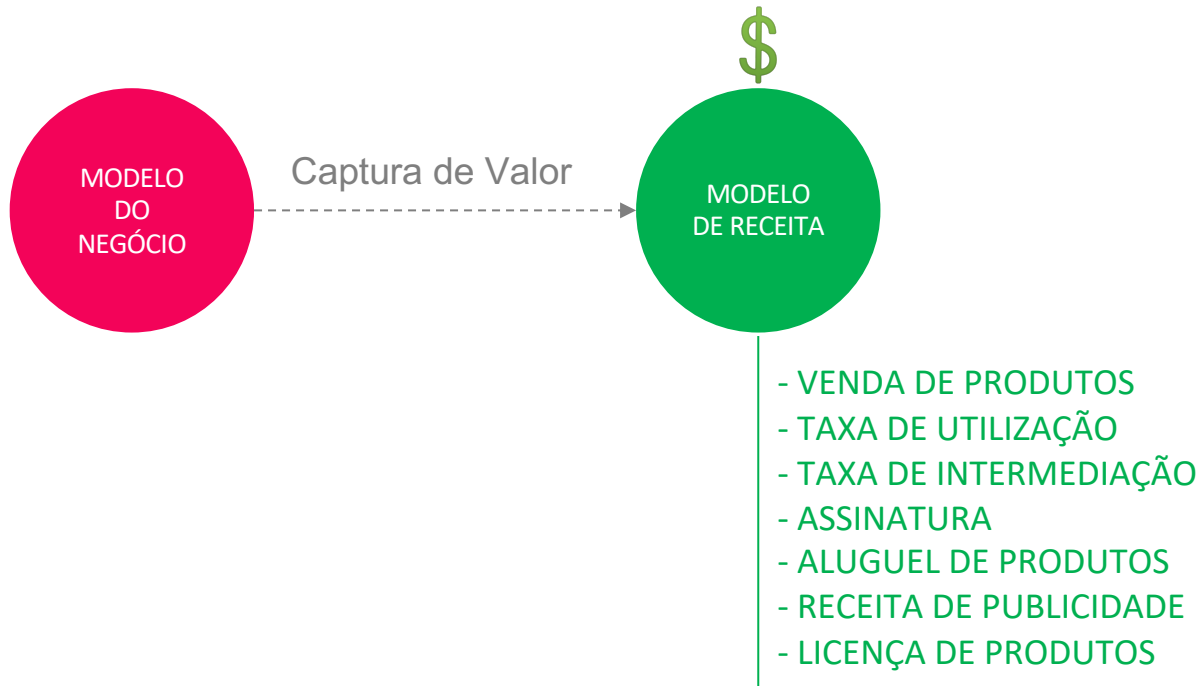 $
MODELO
DO
NEGÓCIO
Captura de Valor
MODELO
DE RECEITA
- VENDA DE PRODUTOS
- TAXA DE UTILIZAÇÃO
- TAXA DE INTERMEDIAÇÃO
- ASSINATURA
- ALUGUEL DE PRODUTOS
- RECEITA DE PUBLICIDADE
- LICENÇA DE PRODUTOS